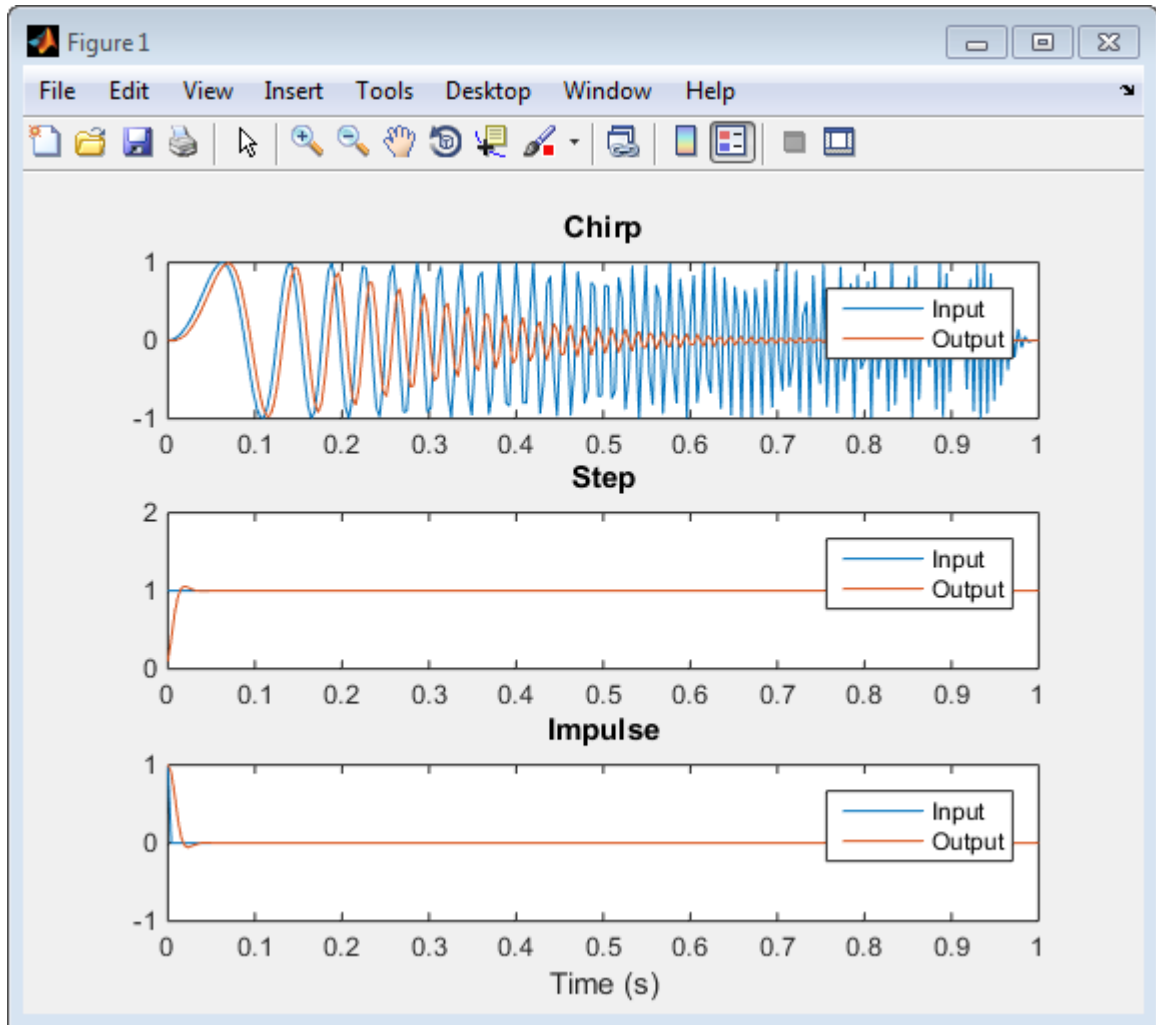 Figure 1
File Edit View Insert Tools Desktop Window Help
Chirp
1
0
-1
Input
Output
0 0.1 0.2 0.3 0.4 0.5 0.6 0.7 0.8 0.9 1
Step
2
1
0
Input
Output
0 0.1 0.2 0.3 0.4 0.5 0.6 0.7 0.8 0.9 1
Impulse
1
0
-1
Input
Output
0 0.1 0.2 0.3 0.4 0.5 0.6 0.7 0.8 0.9 1
Time (s)